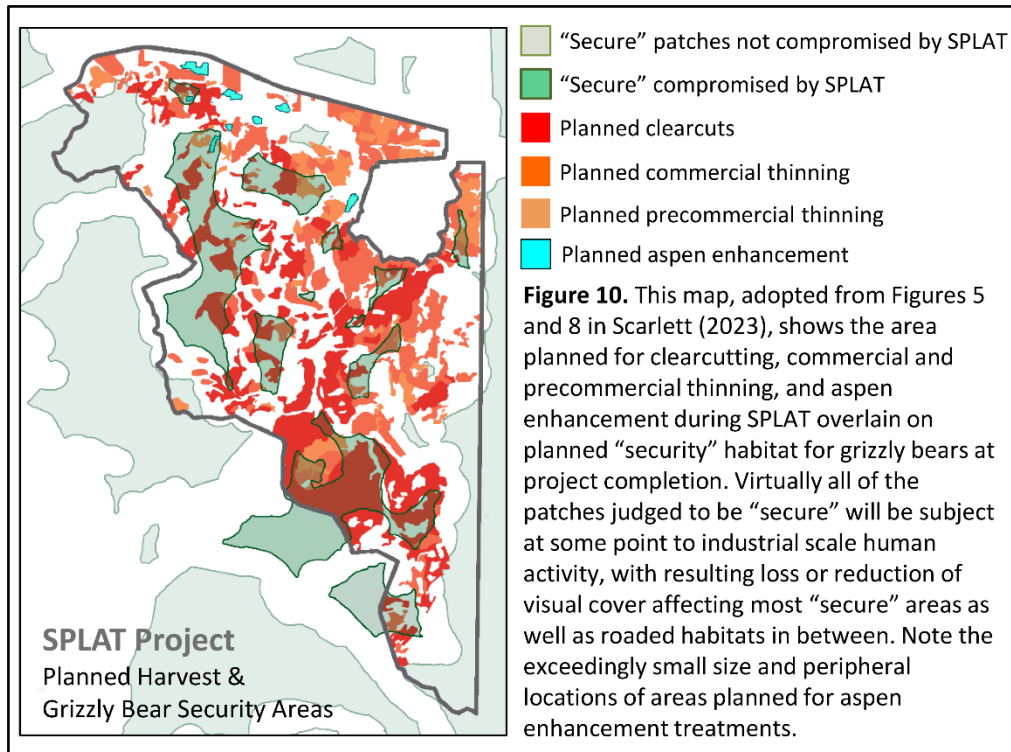 "Secure" patches not compromised by SPLAT
"Secure" compromised by SPLAT
Planned clearcuts
Planned commercial thinning
Planned precommercial thinning
Planned aspen enhancement
Figure 10. This map, adopted from Figures 5
and 8 in Scarlett (2023), shows the area
planned for clearcutting, commercial and
precommercial thinning, and aspen
enhancement during SPLAT overlain on
planned “security” habitat for grizzly bears at
project completion. Virtually all of the
patches judged to be “secure” will be subject
at some point to industrial scale human
activity, with resulting loss or reduction of
visual cover affecting most “secure” areas as
well as roaded habitats in between. Note the
exceedingly small size and peripheral
locations of areas planned for aspen
enhancement treatments.
SPLAT Project
Planned Harvest &
Grizzly Bear Security Areas